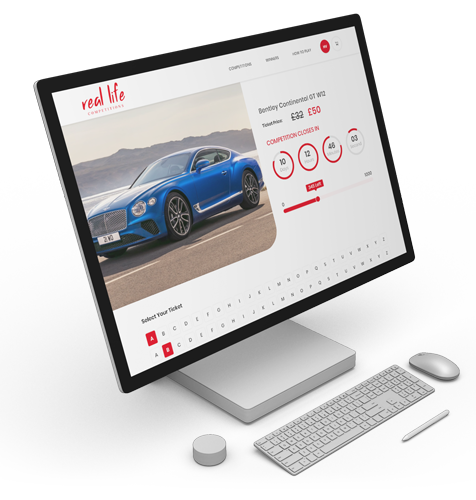 real life
COMPETITIONS
COMPETITIONS
REWARDS
HOW TO PLAY
Bentley Continental GT W12
Ticket Price: £32 £50
COMPETITION CLOSES IN
10
12
46
03
Select Your Ticket
A B C D E F G H I J K L M N O P Q R S T U V W X Y Z
A B C D E F G H I J K L M N O P Q R S T U V W X Y Z